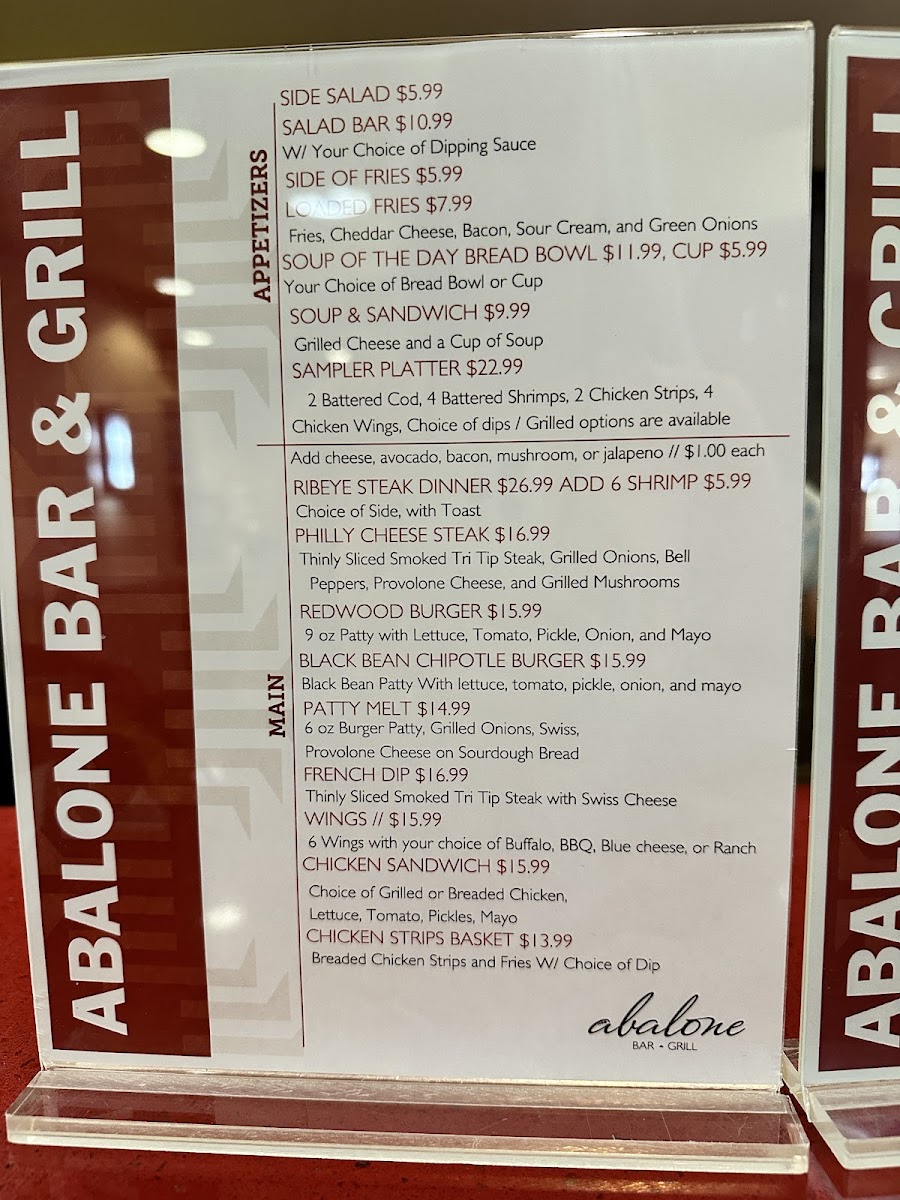 ABALONE BAR & GRILL
APPETIZERS
SIDE SALAD $5.99
SALAD BAR $10.99
W/ Your Choice of Dipping Sauce
SIDE OF FRIES $5.99
LOADED FRIES $7.99
Fries, Cheddar Cheese, Bacon, Sour Cream, and Green Onions
SOUP OF THE DAY BREAD BOWL $11.99, CUP $5.99
Your Choice of Bread Bowl or Cup
SOUP & SANDWICH $9.99
Grilled Cheese and a Cup of Soup
SAMPLER PLATTER $22.99
2 Battered Cod, 4 Battered Shrimps, 2 Chicken Strips, 4
Chicken Wings, Choice of dips / Grilled options are available
MAIN
Add cheese, avocado, bacon, mushroom, or jalapeno // $1.00 each
RIBEYE STEAK DINNER $26.99 ADD 6 SHRIMP $5.99
Choice of Side, with Toast
PHILLY CHEESE STEAK $16.99
Thinly Sliced Smoked Tri Tip Steak, Grilled Onions, Bell
Peppers, Provolone Cheese, and Grilled Mushrooms
REDWOOD BURGER $15.99
9 oz Patty with Lettuce, Tomato, Pickle, Onion, and Mayo
BLACK BEAN CHIPOTLE BURGER $15.99
Black Bean Patty With lettuce, tomato, pickle, onion, and mayo
PATTY MELT $14.99
6 oz Burger Patty, Grilled Onions, Swiss,
Provolone Cheese on Sourdough Bread
FRENCH DIP $16.99
Thinly Sliced Smoked Tri Tip Steak with Swiss Cheese
WINGS // $15.99
6 Wings with your choice of Buffalo, BBQ, Blue cheese, or Ranch
CHICKEN SANDWICH $15.99
Choice of Grilled or Breaded Chicken,
Lettuce, Tomato, Pickles, Mayo
CHICKEN STRIPS BASKET $13.99
Breaded Chicken Strips and Fries W/ Choice of Dip
abalone
BAR • GRILL
ABALONE BAR & GRILL